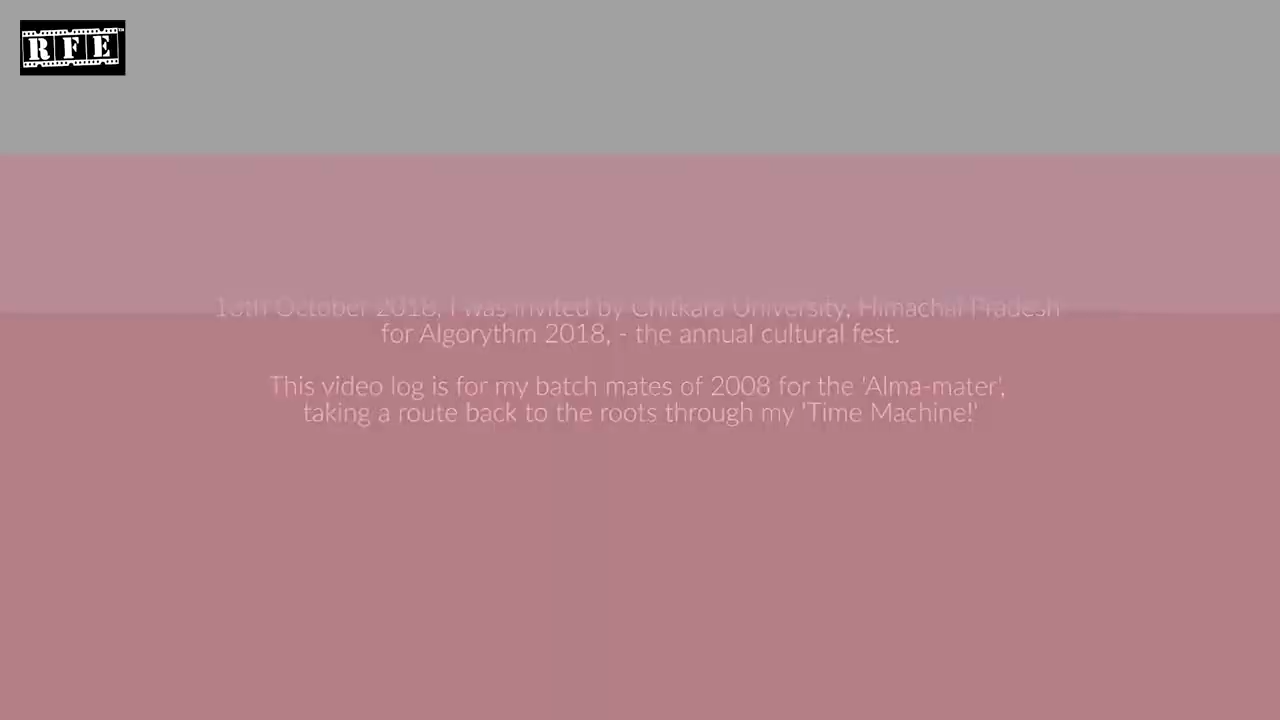 RFE
October 2018, I was invited by Chitkara University, Himachal Pradesh
for Algorythm 2018, - the annual cultural fest.
This video log is for my batch mates of 2008 for the 'Alma-mater',
taking a route back to the roots through my 'Time Machine!'